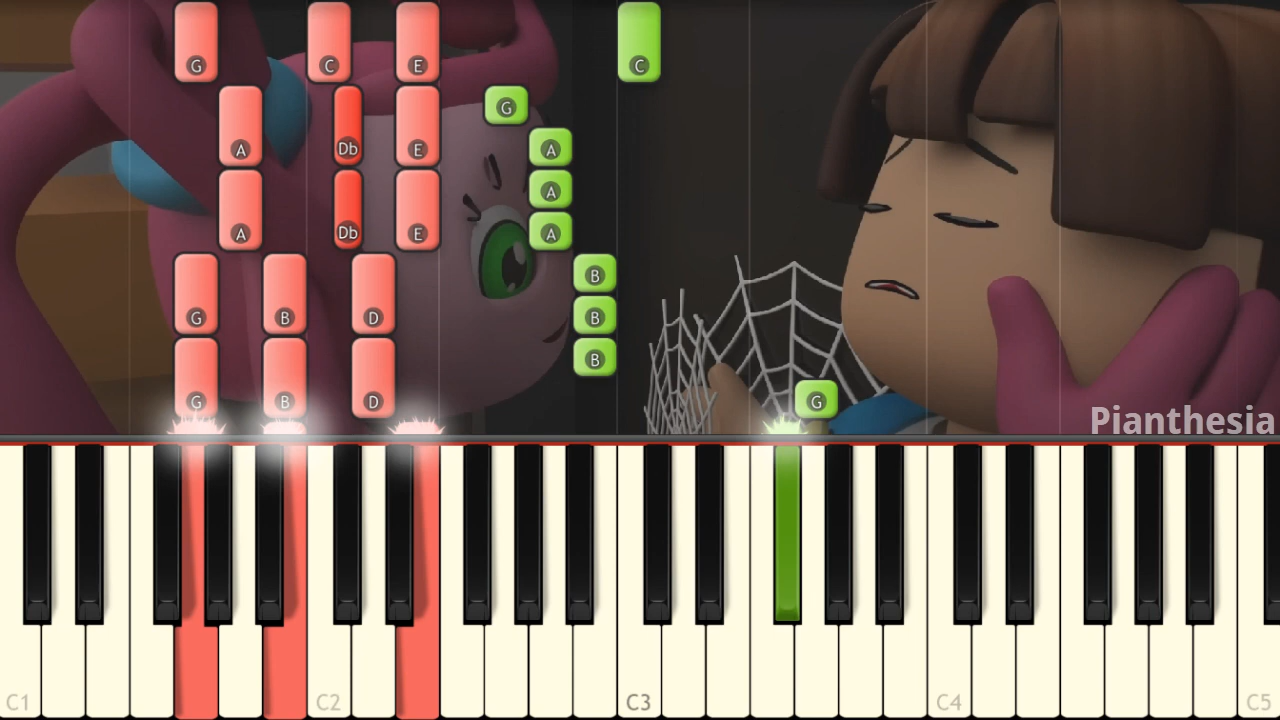 G C E C
A Db E G
A
A Db E A
A
G B D B
B
G B D B
G
Pianthesia
C1 C2 C3 C4 C5